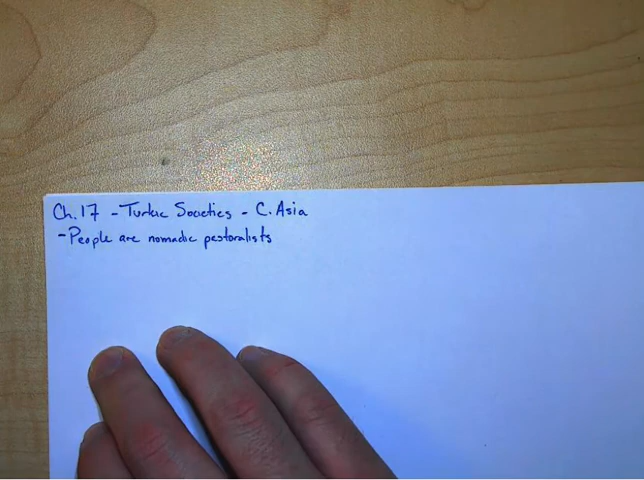 Ch. 17 - Turkic Societies - C. Asia
- People are nomadic pastoralists